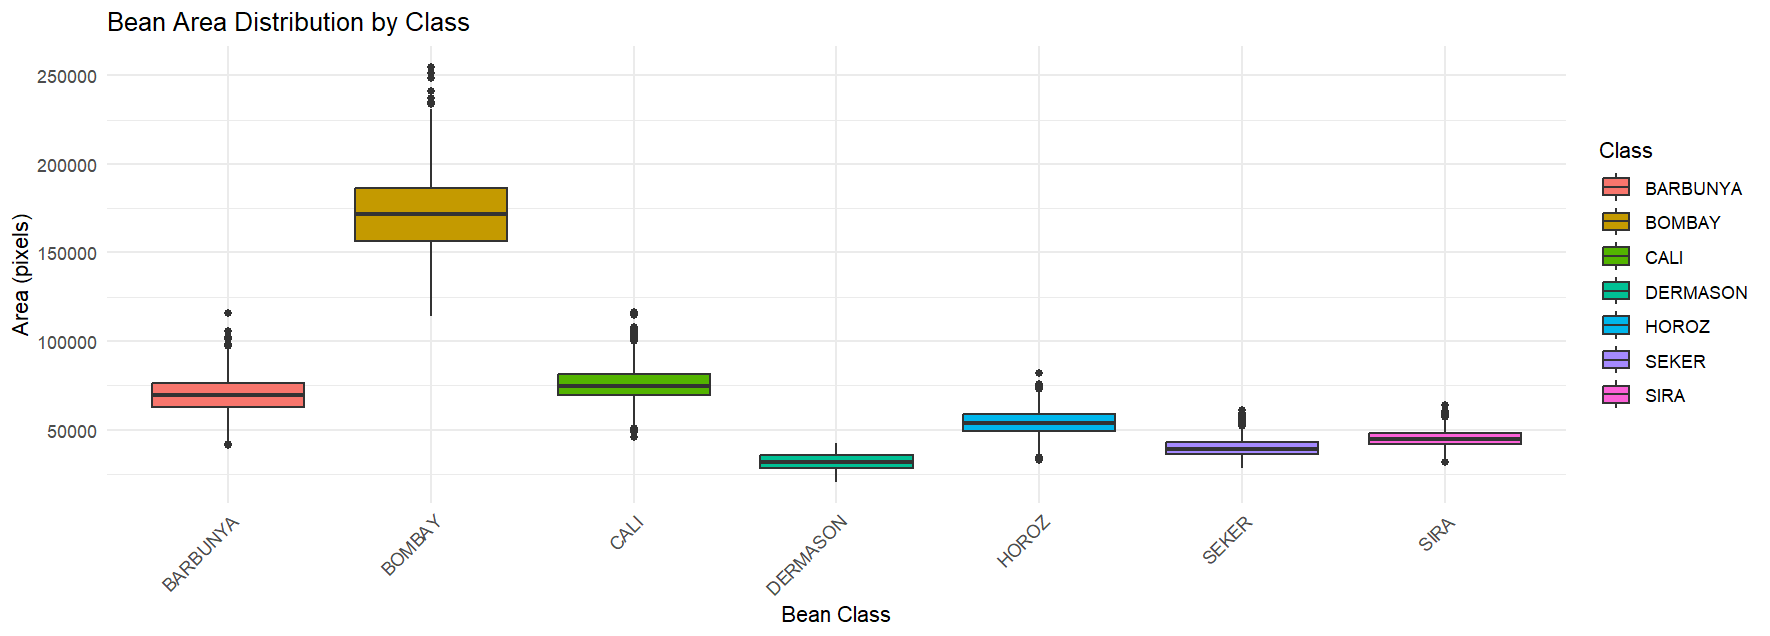 Bean Area Distribution by Class
250000
200000
150000
100000
50000
Area (pixels)
BARBUNYA
BOMBAY
CALI
DERMASON
HOROZ
SEKER
SIRA
Bean Class
Class
BARBUNYA
BOMBAY
CALI
DERMASON
HOROZ
SEKER
SIRA